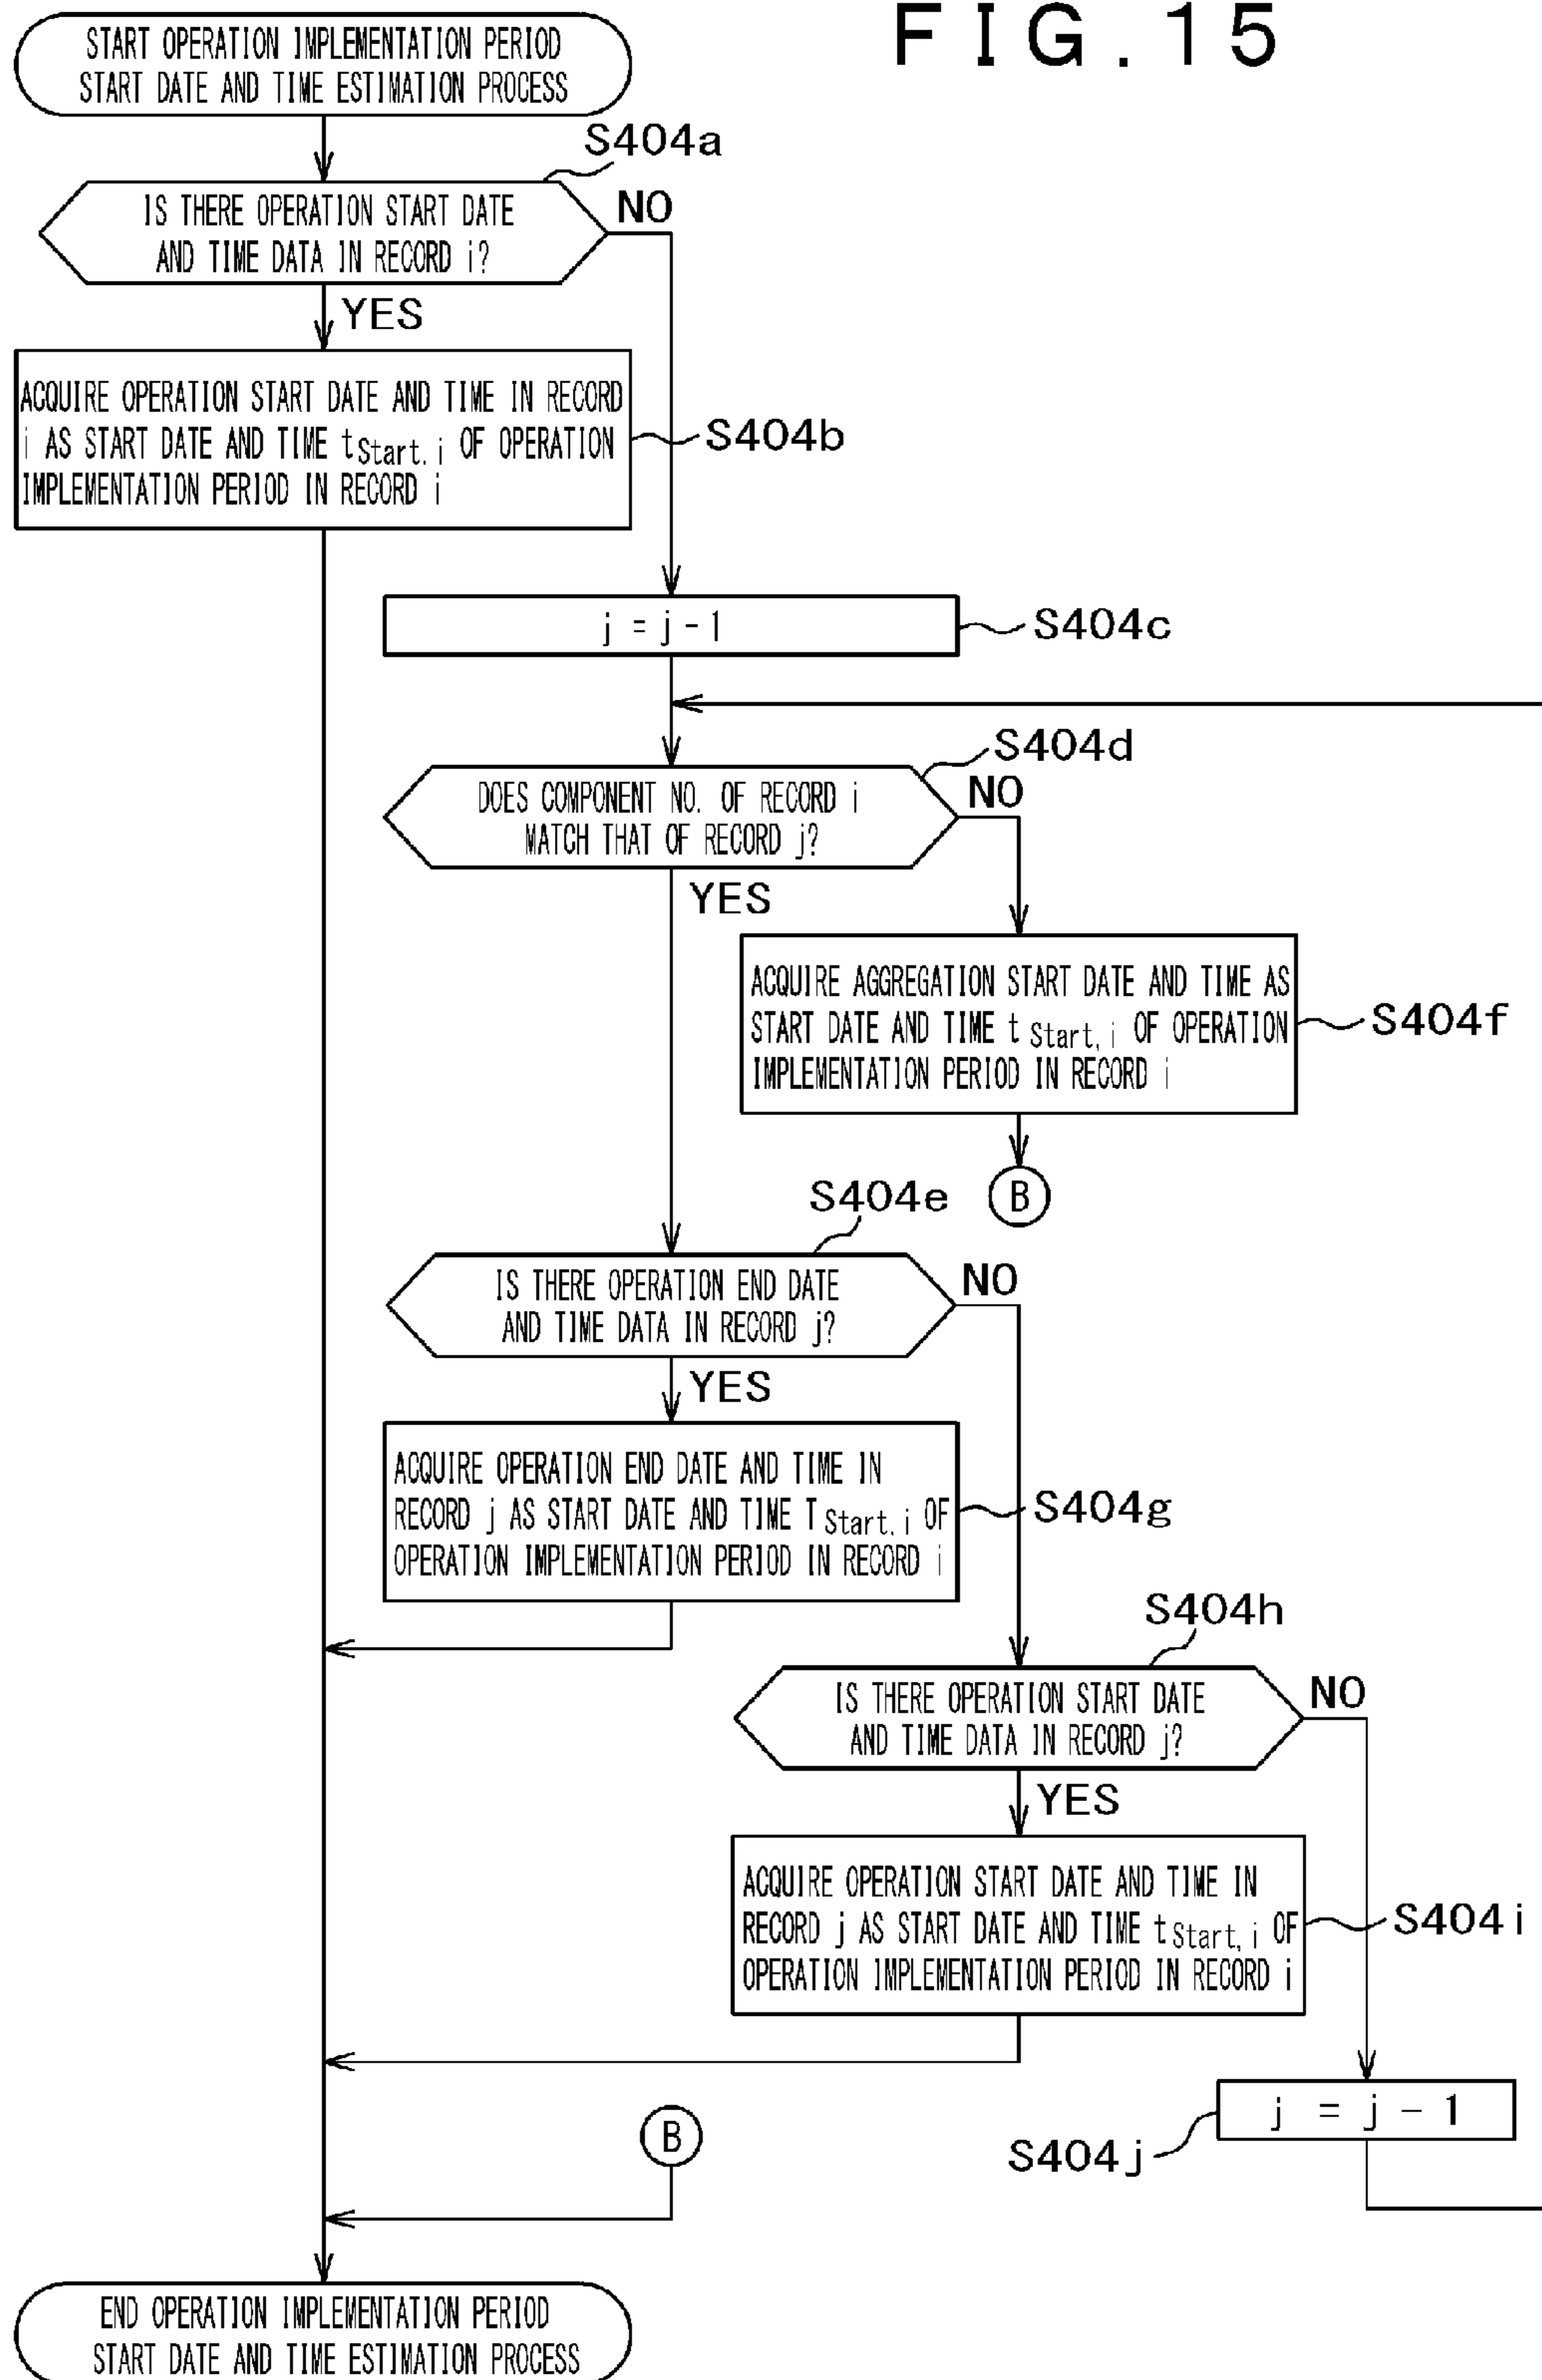 FIG.15
START OPERATION IMPLEMENTATION PERIOD
START DATE AND TIME ESTIMATION PROCESS
S404a
IS THERE OPERATION START DATE
AND TIME DATA IN RECORD i?
NO
YES
ACQUIRE OPERATION START DATE AND TIME IN RECORD
i AS START DATE AND TIME tStart, i OF OPERATION
IMPLEMENTATION PERIOD IN RECORD i
S404b
j = j - 1
S404c
S404d
DOES COMPONENT NO. OF RECORD i
MATCH THAT OF RECORD j?
NO
YES
ACQUIRE AGGREGATION START DATE AND TIME AS
START DATE AND TIME tStart, i OF OPERATION
IMPLEMENTATION PERIOD IN RECORD i
S404f
B
S404e
IS THERE OPERATION END DATE
AND TIME DATA IN RECORD j?
NO
YES
ACQUIRE OPERATION END DATE AND TIME IN
RECORD j AS START DATE AND TIME TStart, i OF
OPERATION IMPLEMENTATION PERIOD IN RECORD i
S404g
S404h
IS THERE OPERATION START DATE
AND TIME DATA IN RECORD j?
NO
YES
ACQUIRE OPERATION START DATE AND TIME IN
RECORD j AS START DATE AND TIME tStart, i OF
OPERATION IMPLEMENTATION PERIOD IN RECORD i
S404i
j = j - 1
S404j
B
END OPERATION IMPLEMENTATION PERIOD
START DATE AND TIME ESTIMATION PROCESS